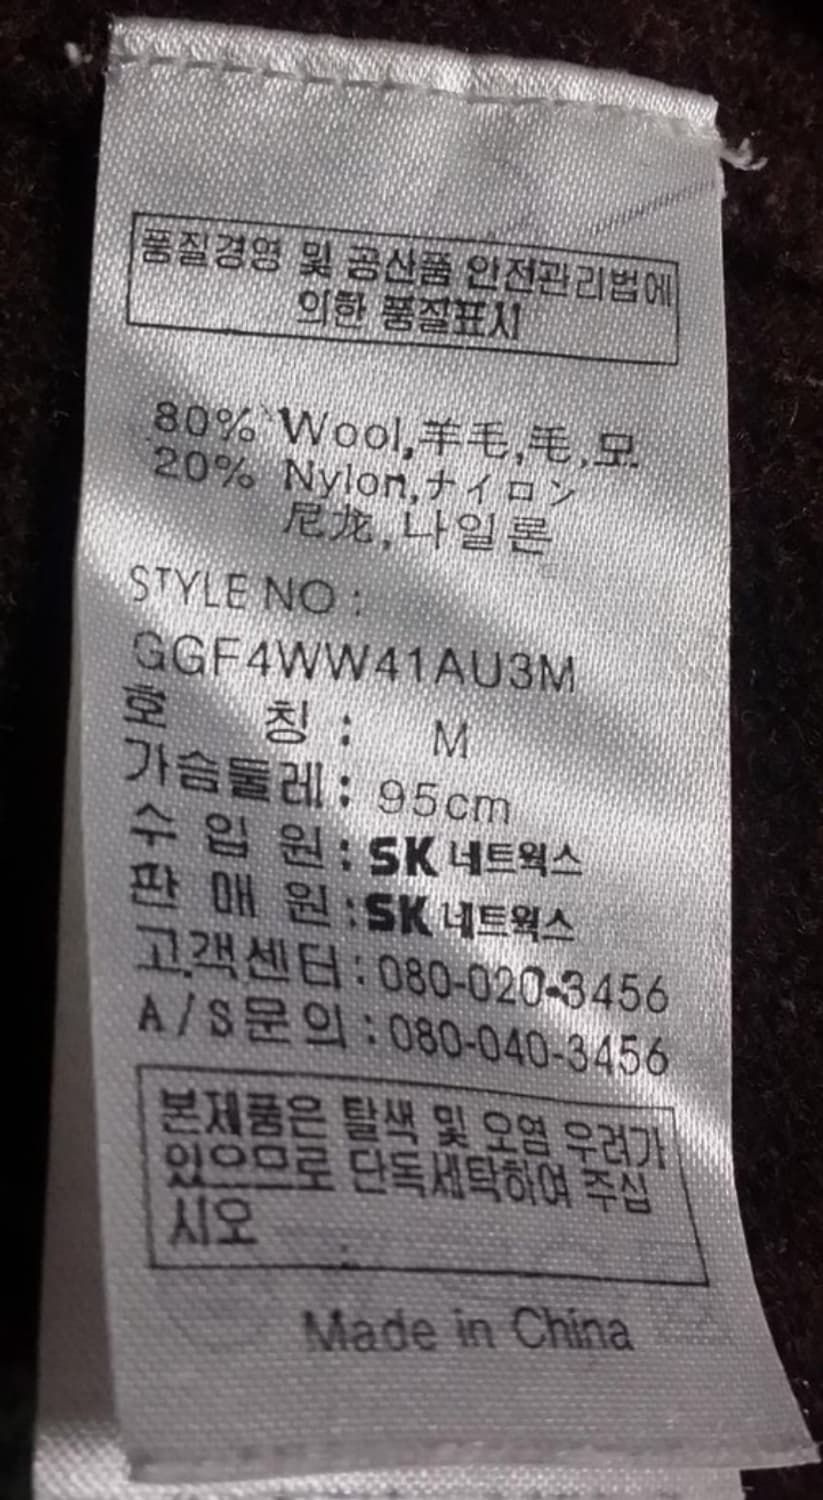 품질경영 및 공산품 안전관리법에
의한 품질표시
80% Wool,羊毛,毛,모
20% Nylon,ナイロン
尼龙,나일론
STYLE NO :
GGF4WW41AU3M
호 칭 : M
가슴둘레 : 95cm
수 입 원 : SK 네트웍스
판 매 원 : SK 네트웍스
고객센터 : 080-020-3456
A/S문의 : 080-040-3456
본제품은 탈색 및 오염 우려가
있으므로 단독세탁하여 주십
시오
Made in China